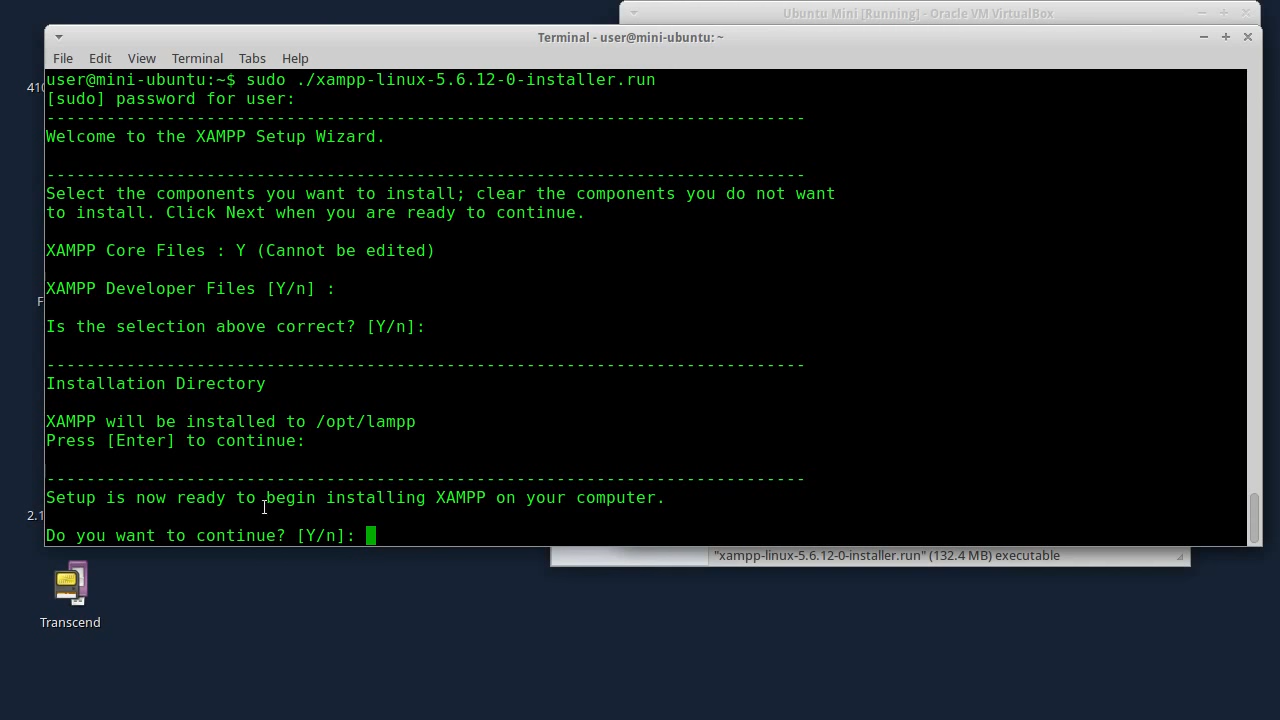 Ubuntu Mini [Running] - Oracle VM VirtualBox
Terminal - user@mini-ubuntu: ~
File Edit View Terminal Tabs Help
user@mini-ubuntu:~$ sudo ./xampp-linux-5.6.12-0-installer.run
[sudo] password for user:
----------------------------------------------------------------------------
Welcome to the XAMPP Setup Wizard.
----------------------------------------------------------------------------
Select the components you want to install; clear the components you do not want
to install. Click Next when you are ready to continue.
XAMPP Core Files : Y (Cannot be edited)
XAMPP Developer Files [Y/n] :
Is the selection above correct? [Y/n]:
----------------------------------------------------------------------------
Installation Directory
XAMPP will be installed to /opt/lampp
Press [Enter] to continue:
----------------------------------------------------------------------------
Setup is now ready to begin installing XAMPP on your computer.
Do you want to continue? [Y/n]:
"xampp-linux-5.6.12-0-installer.run" (132.4 MB) executable
410
F
2.1
Transcend